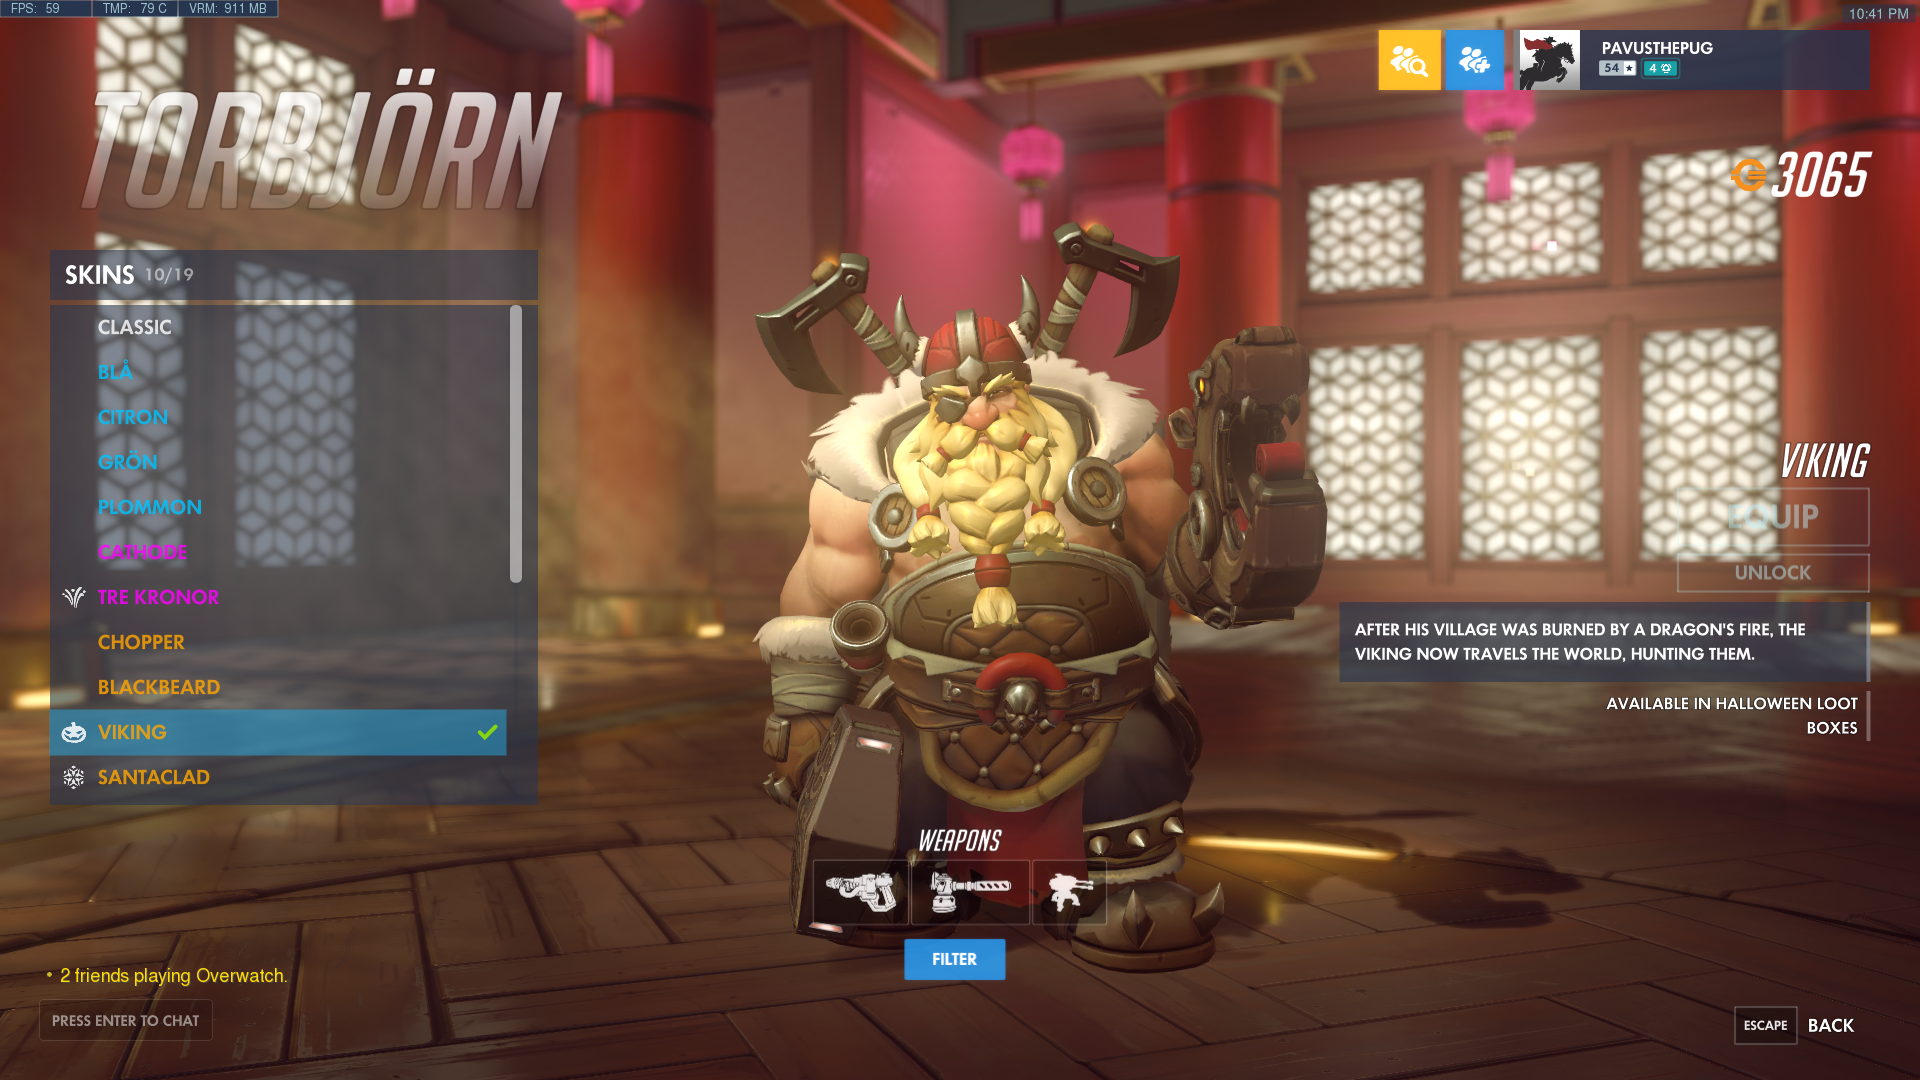 FPS: 59 TMP: 79 C VRM: 911 MB
10:41 PM
PAVUSTHEPUG
54 4
TORBJÖRN
3065
SKINS 10/19
CLASSIC
BLÅ
CITRON
GRÖN
PLOMMON
CATHODE
TRE KRONOR
CHOPPER
BLACKBEARD
VIKING
SANTACLAD
VIKING
EQUIP
UNLOCK
AFTER HIS VILLAGE WAS BURNED BY A DRAGON'S FIRE, THE
VIKING NOW TRAVELS THE WORLD, HUNTING THEM.
AVAILABLE IN HALLOWEEN LOOT
BOXES
WEAPONS
FILTER
• 2 friends playing Overwatch.
PRESS ENTER TO CHAT
ESCAPE BACK